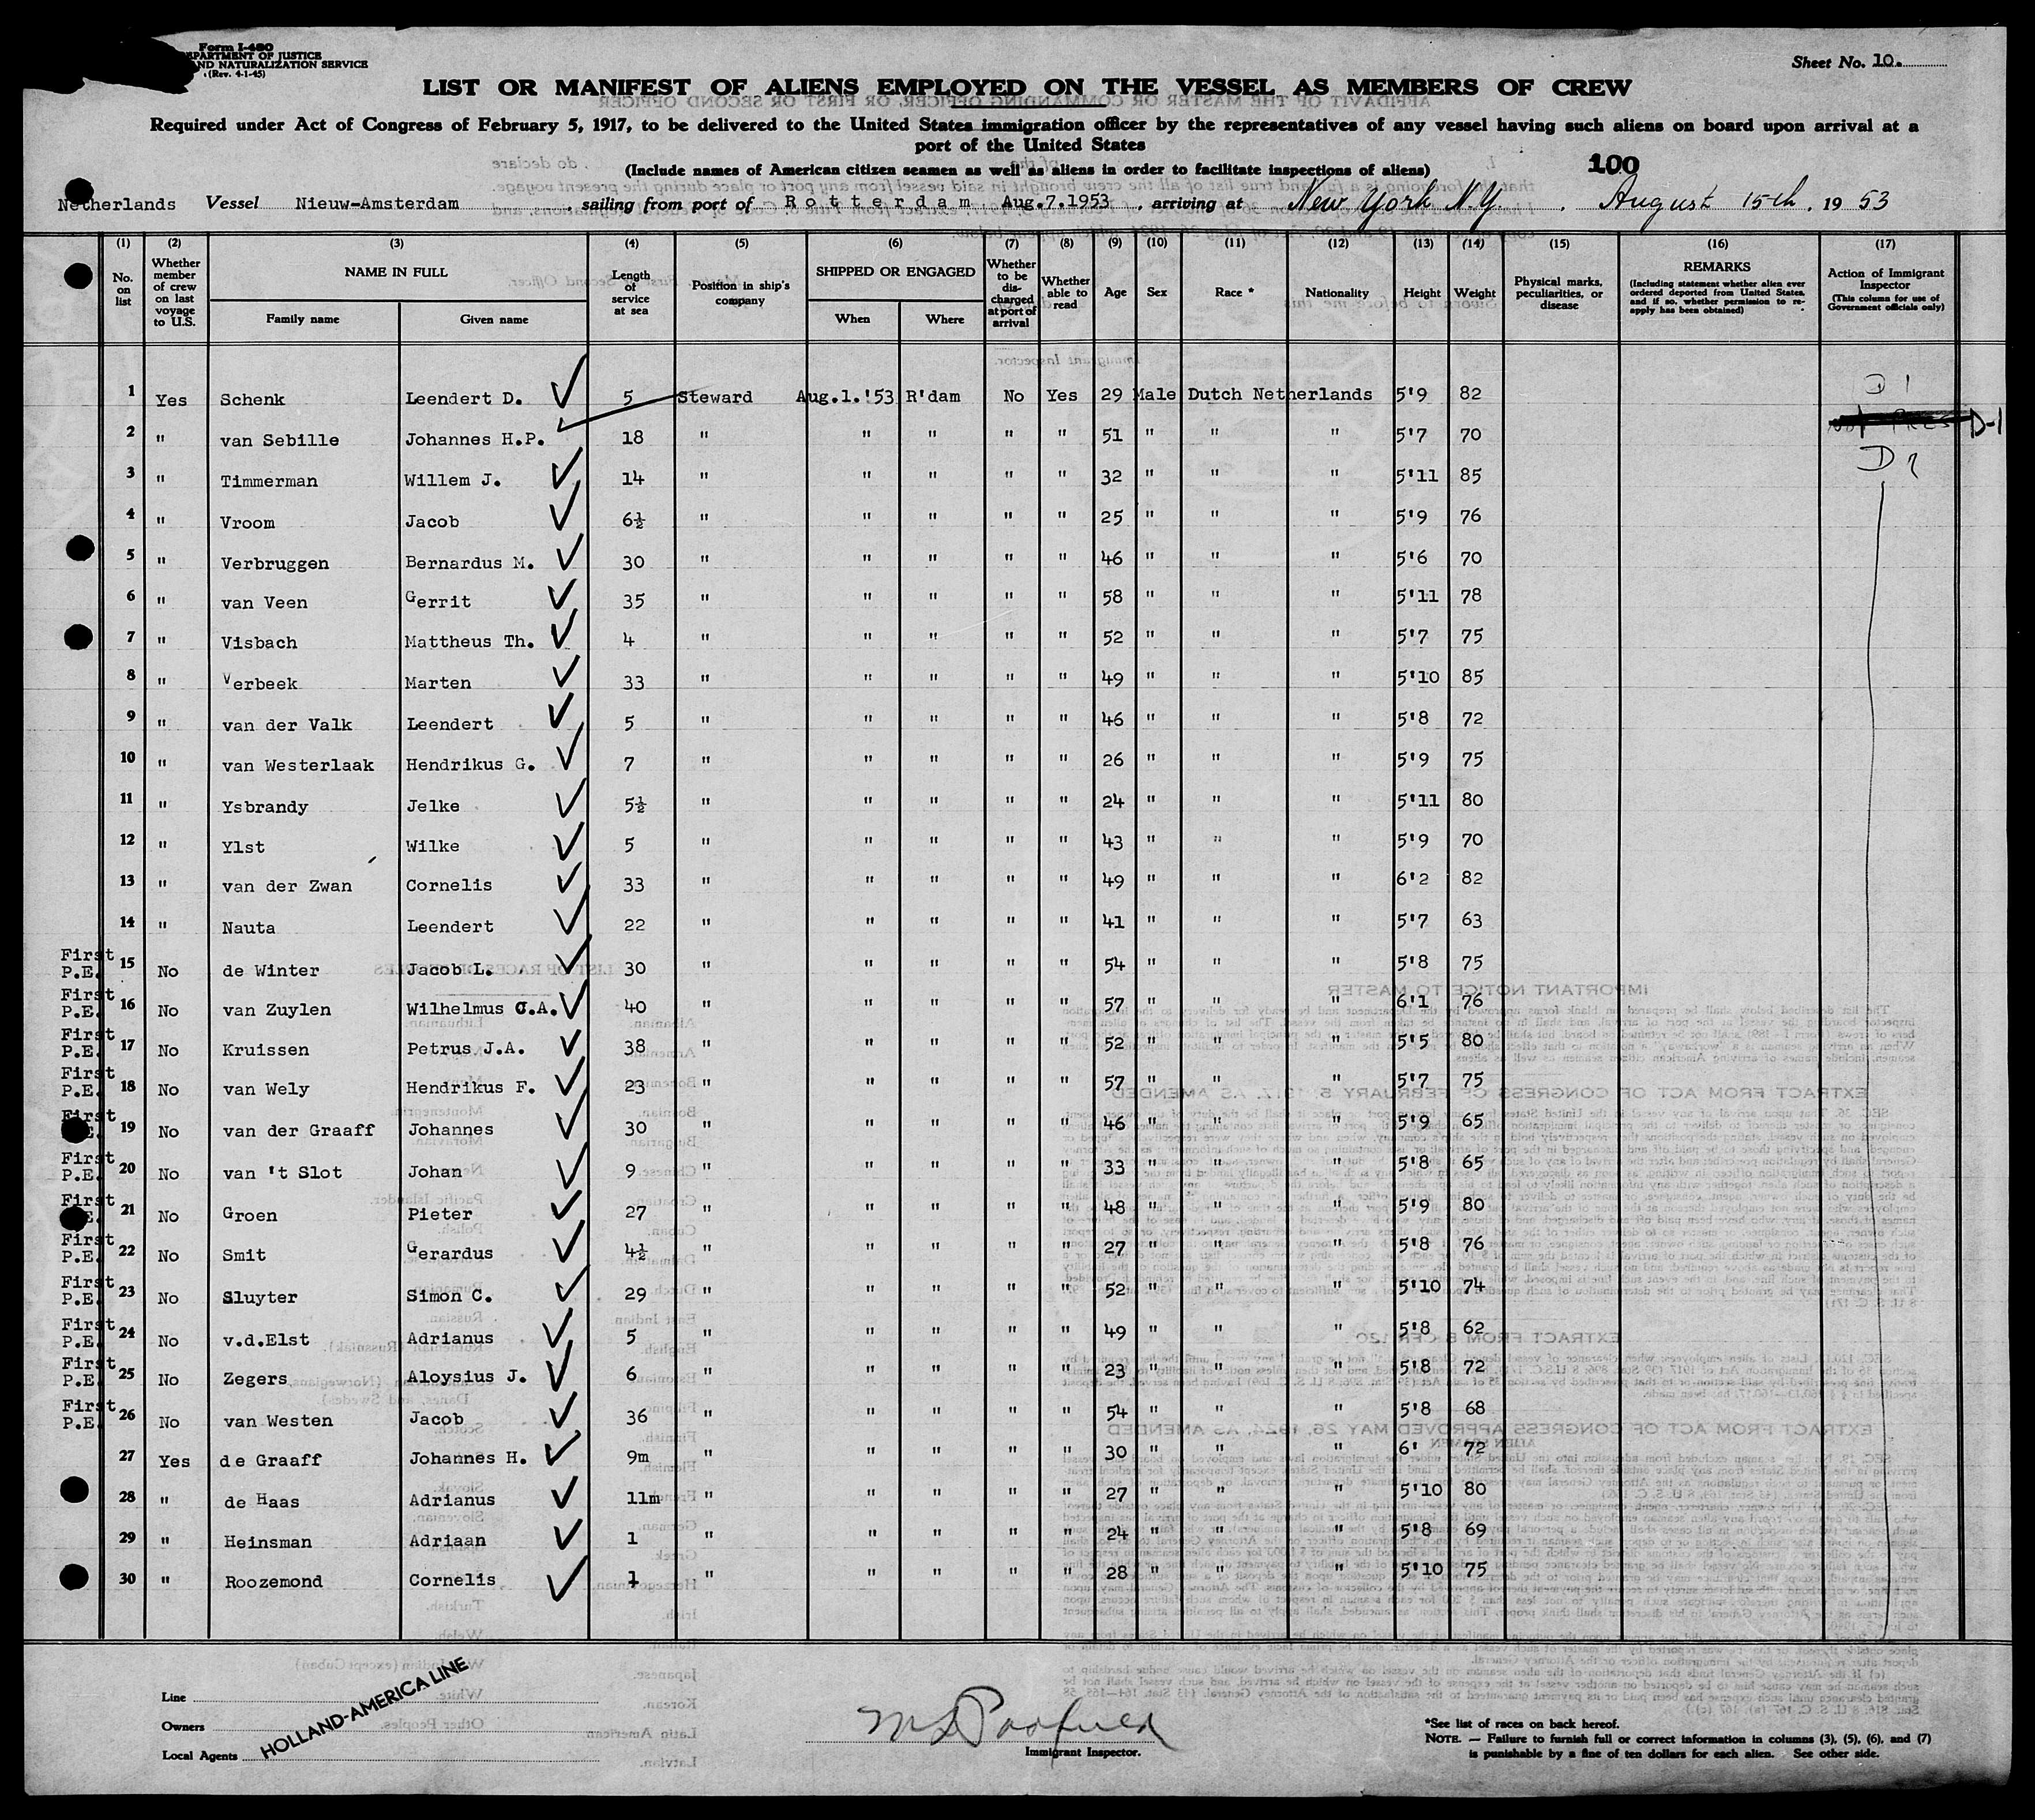 Form I-480
DEPARTMENT OF JUSTICE
AND NATURALIZATION SERVICE
(Rev. 4-1-45)
Sheet No. 10.
LIST OR MANIFEST OF ALIENS EMPLOYED ON THE VESSEL AS MEMBERS OF CREW
Required under Act of Congress of February 5, 1917, to be delivered to the United States immigration officer by the representatives of any vessel having such aliens on board upon arrival at a
port of the United States
(Include names of American citizen seamen as well as aliens in order to facilitate inspections of aliens)
100
Netherlands Vessel Nieuw-Amsterdam, sailing from port of Rotterdam Aug.7.1953, arriving at New York N.Y., August 15th, 1953
(1) (2) (3) (4) (5) (6) (7) (8) (9) (10) (11) (12) (13) (14) (15) (16) (17)
No. on list Whether member of crew on last voyage to U.S. NAME IN FULL Family name Given name Length of service at sea Position in ship's company SHIPPED OR ENGAGED When Where Whether to be discharged at port of arrival Whether able to read Age Sex Race * Nationality Height Weight Physical marks, peculiarities, or disease REMARKS (Including statement whether alien ever ordered deported from United States, and if so, whether permission to re-apply has been obtained) Action of Immigrant Inspector (This column for use of Government officials only)
1 Yes Schenk Leendert D. 5 Steward Aug.1.'53 R'dam No Yes 29 Male Dutch Netherlands 5'9 82 D 1
2 " van Sebille Johannes H.P. 18 " " " " " 51 " " " 5'7 70 D-1
3 " Timmerman Willem J. 14 " " " " " 32 " " " 5'11 85 D
4 " Vroom Jacob 6½ " " " " " 25 " " " 5'9 76
5 " Verbruggen Bernardus M. 30 " " " " " 46 " " " 5'6 70
6 " van Veen Gerrit 35 " " " " " 58 " " " 5'11 78
7 " Visbach Mattheus Th. 4 " " " " " 52 " " " 5'7 75
8 " Verbeek Marten 33 " " " " " 49 " " " 5'10 85
9 " van der Valk Leendert 5 " " " " " 46 " " " 5'8 72
10 " van Westerlaak Hendrikus G. 7 " " " " " 26 " " " 5'9 75
11 " Ysbrandy Jelke 5½ " " " " " 24 " " " 5'11 80
12 " Ylst Wilke 5 " " " " " 43 " " " 5'9 70
13 " van der Zwan Cornelis 33 " " " " " 49 " " " 6'2 82
14 " Nauta Leendert 22 " " " " " 41 " " " 5'7 63
First P.E. 15 No de Winter Jacob L. 30 " " " " " 54 " " " 5'8 75
First P.E. 16 No van Zuylen Wilhelmus C.A. 40 " " " " " 57 " " " 6'1 76
First P.E. 17 No Kruissen Petrus J.A. 38 " " " " " 52 " " " 5'5 80
First P.E. 18 No van Wely Hendrikus F. 23 " " " " " 57 " " " 5'7 75
First E. 19 No van der Graaff Johannes 30 " " " " " 46 " " " 5'9 65
First P.E. 20 No van 't Slot Johan 9 " " " " " 33 " " " 5'8 65
First E. 21 No Groen Pieter 27 " " " " " 48 " " " 5'9 80
First P.E. 22 No Smit Gerardus 4½ " " " " " 27 " " " 5'8 76
First P.E. 23 No Sluyter Simon C. 29 " " " " " 52 " " " 5'10 74
First P.E. 24 No v.d.Elst Adrianus 5 " " " " " 49 " " " 5'8 62
First P.E. 25 No Zegers Aloysius J. 6 " " " " " 23 " " " 5'8 72
First P.E. 26 No van Westen Jacob 36 " " " " " 54 " " " 5'8 68
27 Yes de Graaff Johannes H. 9m " " " " " 30 " " " 6' 72
28 " de Haas Adrianus 11m " " " " " 27 " " " 5'10 80
29 " Heinsman Adriaan 1 " " " " " 24 " " " 5'8 69
30 " Roozemond Cornelis 1 " " " " " 28 " " " 5'10 75
Line
Owners
Local Agents
HOLLAND-AMERICA LINE
Immigrant Inspector.
*See list of races on back hereof.
NOTE. — Failure to furnish full or correct information in columns (3), (5), (6), and (7)
is punishable by a fine of ten dollars for each alien. See other side.